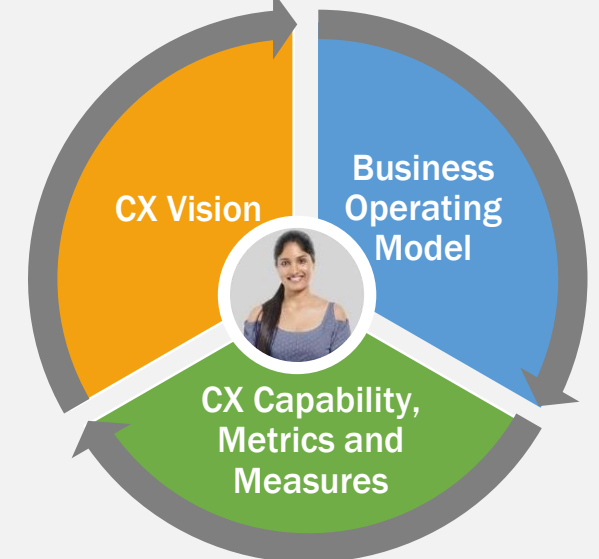 CX Vision
Business
Operating
Model
CX Capability,
Metrics and
Measures